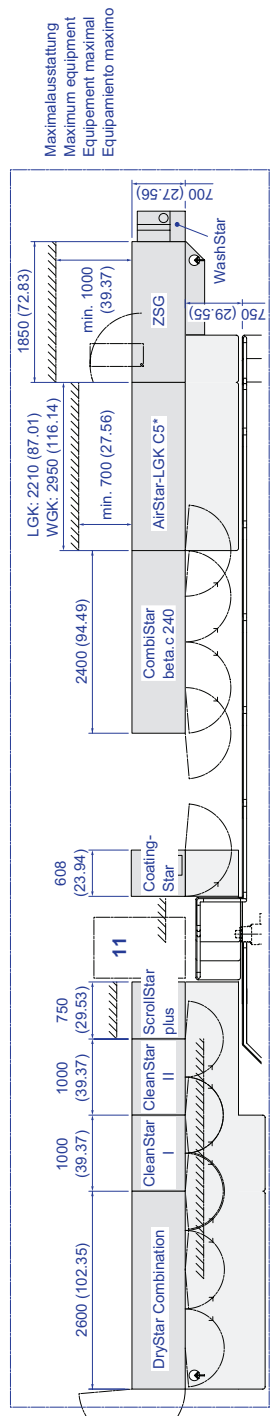 Maximalausstattung
Maximum equipment
Equipement maximal
Equipamiento maximo
2600 (102.35)
1000
(39.37)
1000
(39.37)
750
(29.53)
608
(23.94)
2400 (94.49)
LGK: 2210 (87.01)
WGK: 2950 (116.14)
1850 (72.83)
min. 700 (27.56)
min. 1000
(39.37)
11
DryStar Combination
CleanStar
I
CleanStar
II
ScrollStar
plus
Coating-
Star
CombiStar
beta.c 240
AirStar-LGK C5*
ZSG
WashStar
700 (27.56)
750 (29.55)